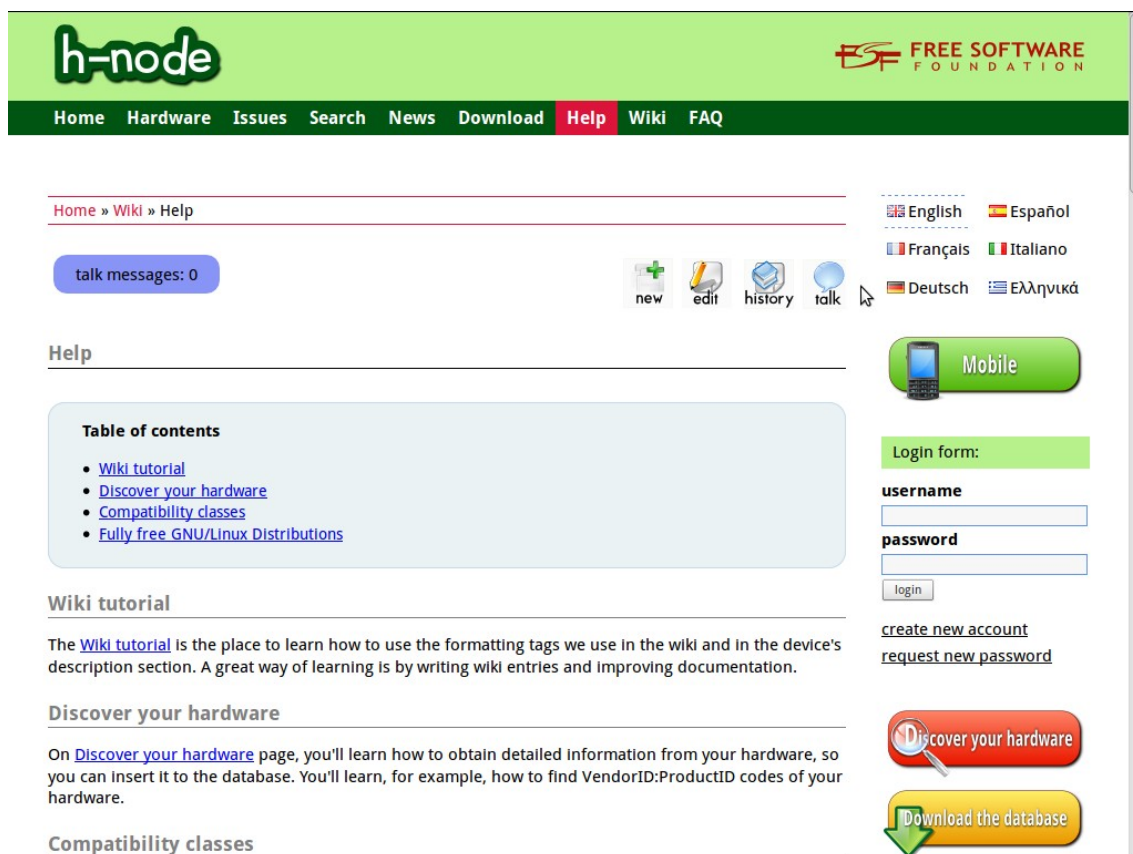 h-node
FSF FREE SOFTWARE
FOUNDATION
Home Hardware Issues Search News Download Help Wiki FAQ
Home » Wiki » Help
talk messages: 0
new edit history talk
English Español
Français Italiano
Deutsch Ελληνικά
Mobile
Help
Table of contents
• Wiki tutorial
• Discover your hardware
• Compatibility classes
• Fully free GNU/Linux Distributions
Login form:
username
password
login
create new account
request new password
Wiki tutorial
The Wiki tutorial is the place to learn how to use the formatting tags we use in the wiki and in the device's
description section. A great way of learning is by writing wiki entries and improving documentation.
Discover your hardware
On Discover your hardware page, you'll learn how to obtain detailed information from your hardware, so
you can insert it to the database. You'll learn, for example, how to find VendorID:ProductID codes of your
hardware.
Compatibility classes
Discover your hardware
Download the database